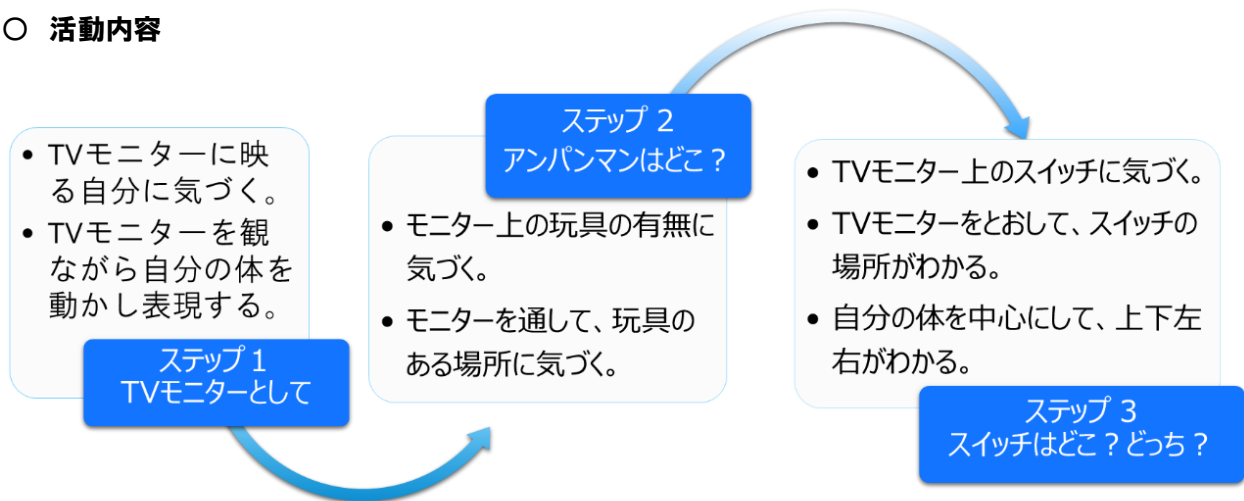 ○ 活動内容
• TVモニターに映
る自分に気づく。
• TVモニターを観
ながら自分の体を
動かし表現する。
ステップ 1
TVモニターとして
ステップ 2
アンパンマンはどこ？
• モニター上の玩具の有無に
気づく。
• モニターを通して、玩具の
ある場所に気づく。
• TVモニター上のスイッチに気づく。
• TVモニターをとおして、スイッチの
場所がわかる。
• 自分の体を中心にして、上下左
右がわかる。
ステップ 3
スイッチはどこ？どっち？